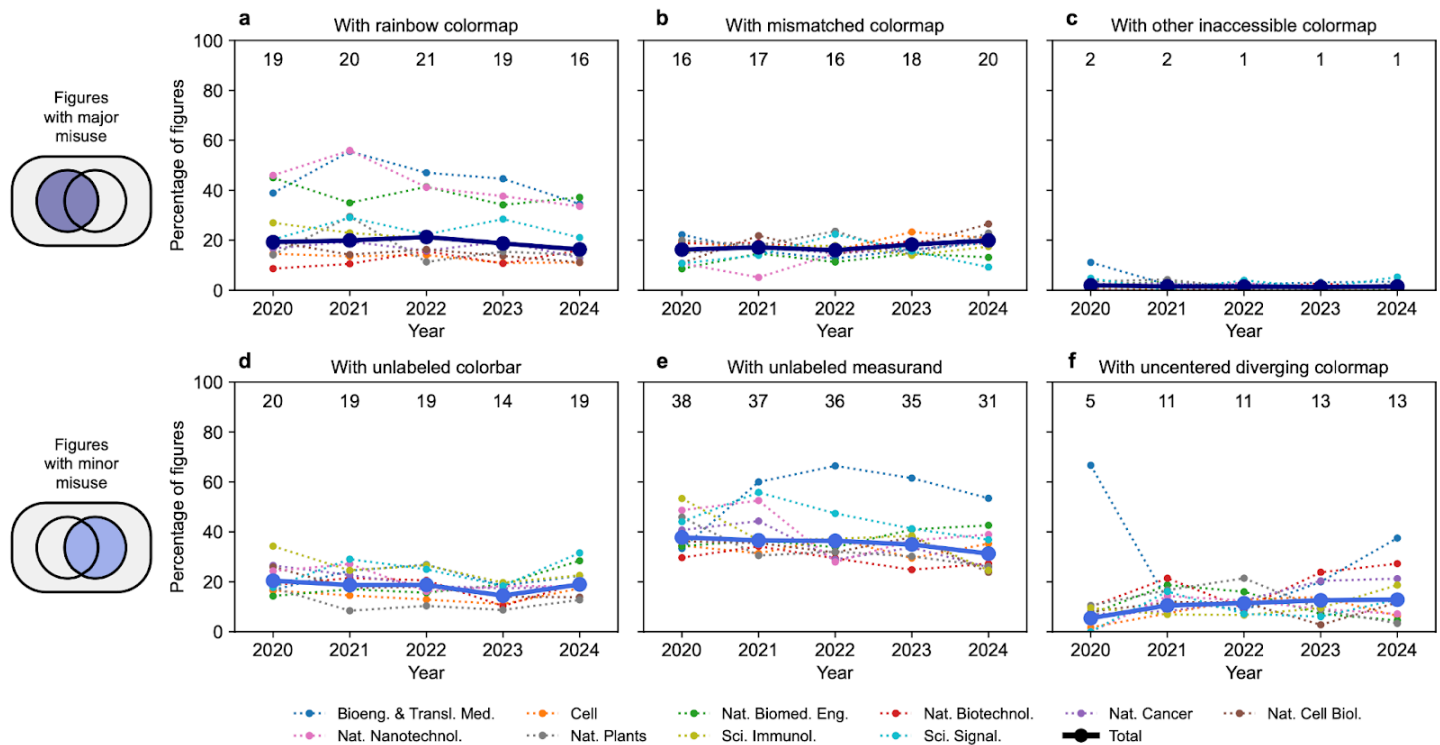 a
With rainbow colormap
100
80
60
40
20
0
19 20 21 19 16
2020 2021 2022 2023 2024
Year
Percentage of figures
Figures
with major
misuse
b
With mismatched colormap
16 17 16 18 20
2020 2021 2022 2023 2024
Year
c
With other inaccessible colormap
2 2 1 1 1
2020 2021 2022 2023 2024
Year
d
With unlabeled colorbar
100
80
60
40
20
0
20 19 19 14 19
2020 2021 2022 2023 2024
Year
Percentage of figures
Figures
with minor
misuse
e
With unlabeled measurand
38 37 36 35 31
2020 2021 2022 2023 2024
Year
f
With uncentered diverging colormap
5 11 11 13 13
2020 2021 2022 2023 2024
Year
Bioeng. & Transl. Med.
Cell
Nat. Biomed. Eng.
Nat. Biotechnol.
Nat. Cancer
Nat. Cell Biol.
Nat. Nanotechnol.
Nat. Plants
Sci. Immunol.
Sci. Signal.
Total